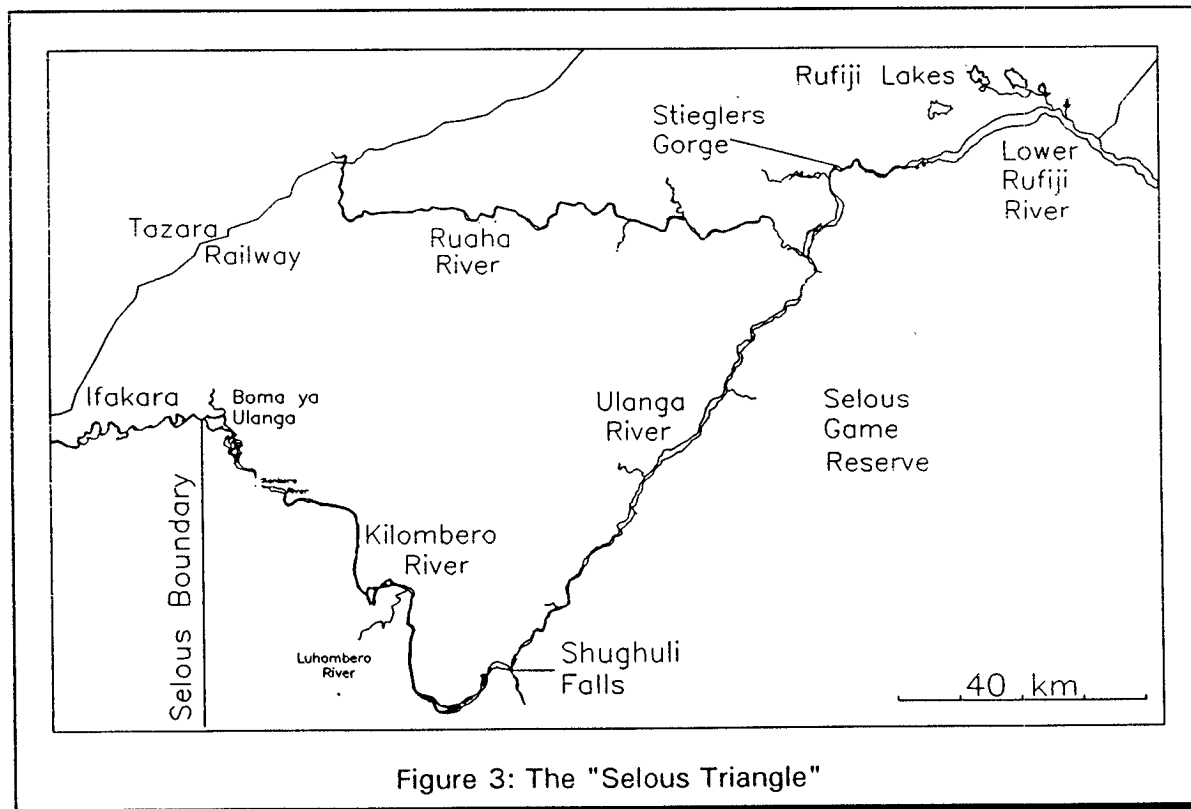 Rufiji Lakes
Stieglers
Gorge
Lower
Rufiji
River
Tazara
Railway
Ruaha
River
Ifakara
Boma ya
Ulanga
Ulanga
River
Selous
Game
Reserve
Selous Boundary
River
Kilombero
River
Luhombero
River
Shughuli
Falls
40 km
Figure 3: The "Selous Triangle"